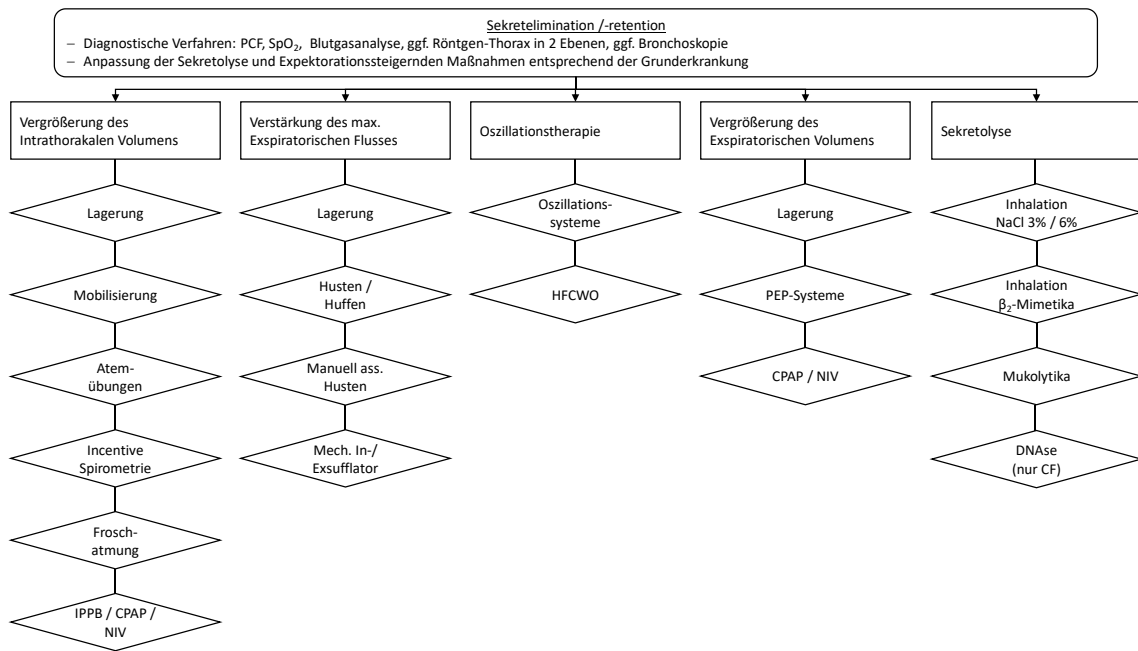 Sekretelimination /-retention
– Diagnostische Verfahren: PCF, SpO₂, Blutgasanalyse, ggf. Röntgen-Thorax in 2 Ebenen, ggf. Bronchoskopie
– Anpassung der Sekretolyse und Expektorationssteigernden Maßnahmen entsprechend der Grunderkrankung
Vergrößerung des
Intrathorakalen Volumens
Lagerung
Mobilisierung
Atem-
übungen
Incentive
Spirometrie
Frosch-
atmung
IPPB / CPAP /
NIV
Verstärkung des max.
Exspiratorischen Flusses
Lagerung
Husten /
Huffen
Manuell ass.
Husten
Mech. In-/
Exsufflator
Oszillationstherapie
Oszillations-
systeme
HFCWO
Vergrößerung des
Exspiratorischen Volumens
Lagerung
PEP-Systeme
CPAP / NIV
Sekretolyse
Inhalation
NaCl 3% / 6%
Inhalation
β₂-Mimetika
Mukolytika
DNAse
(nur CF)